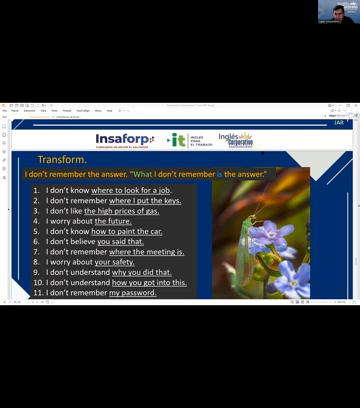 JAR
Insaforp
it
INGLÉS
PARA
EL TRABAJO
Inglés
Corporativo
Transform.
I don't remember the answer. "What I don't remember is the answer."
1. I don't know where to look for a job.
2. I don't remember where I put the keys.
3. I don't like the high prices of gas.
4. I worry about the future.
5. I don't know how to paint the car.
6. I don't believe you said that.
7. I don't remember where the meeting is.
8. I worry about your safety.
9. I don't understand why you did that.
10. I don't understand how you got into this.
11. I don't remember my password.